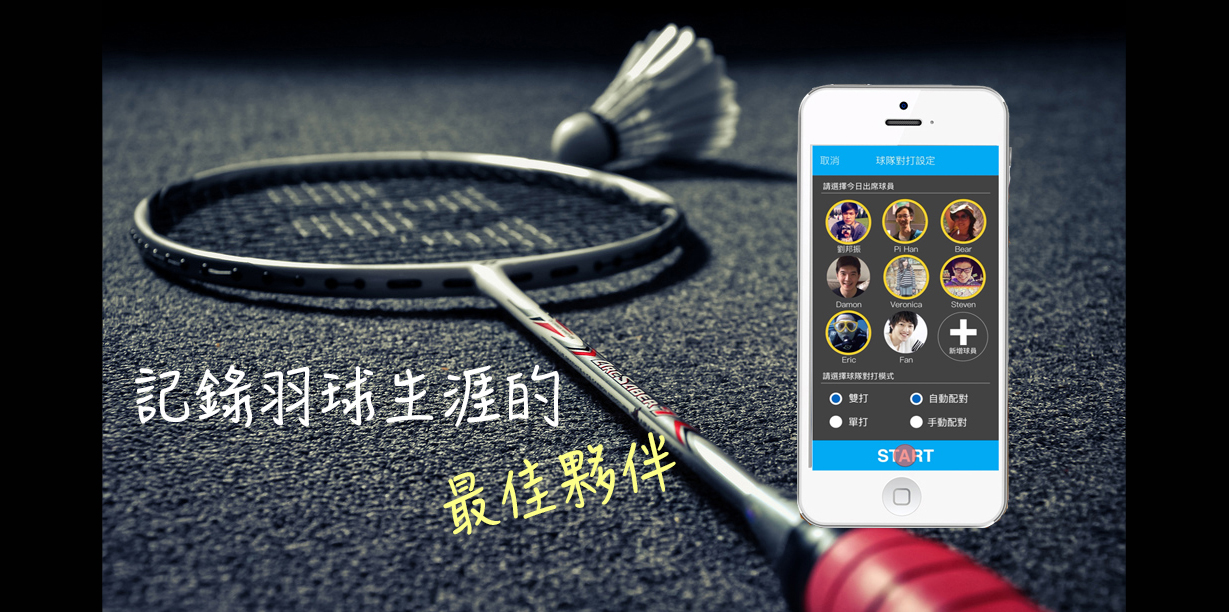 取消 球隊對打設定
請選擇今日出席球員
劉邦振 Pi Han Bear
Damon Veronica Steven
Eric Fan 新增球員
請選擇球隊對打模式
雙打 自動配對
單打 手動配對
START
記錄羽球生涯的
最佳夥伴